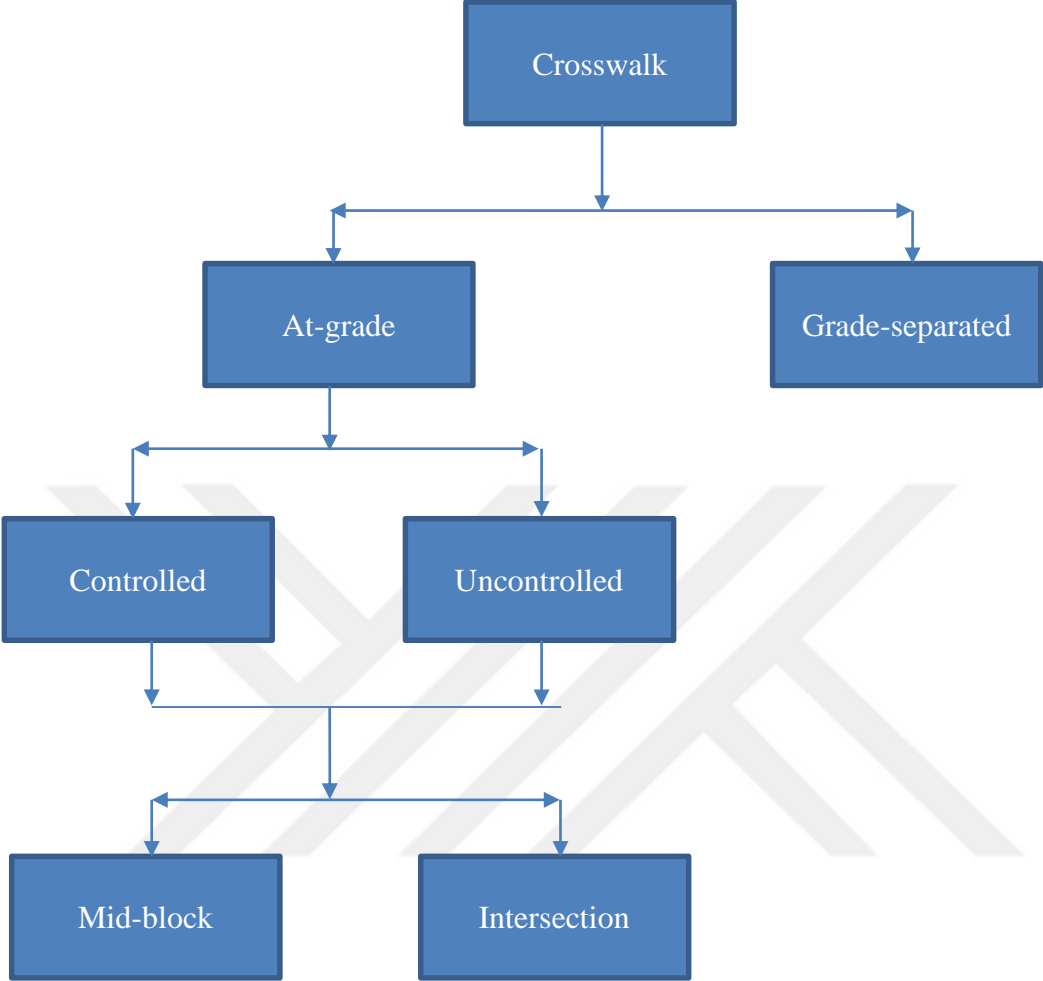 Crosswalk
At-grade
Grade-separated
Controlled
Uncontrolled
Mid-block
Intersection